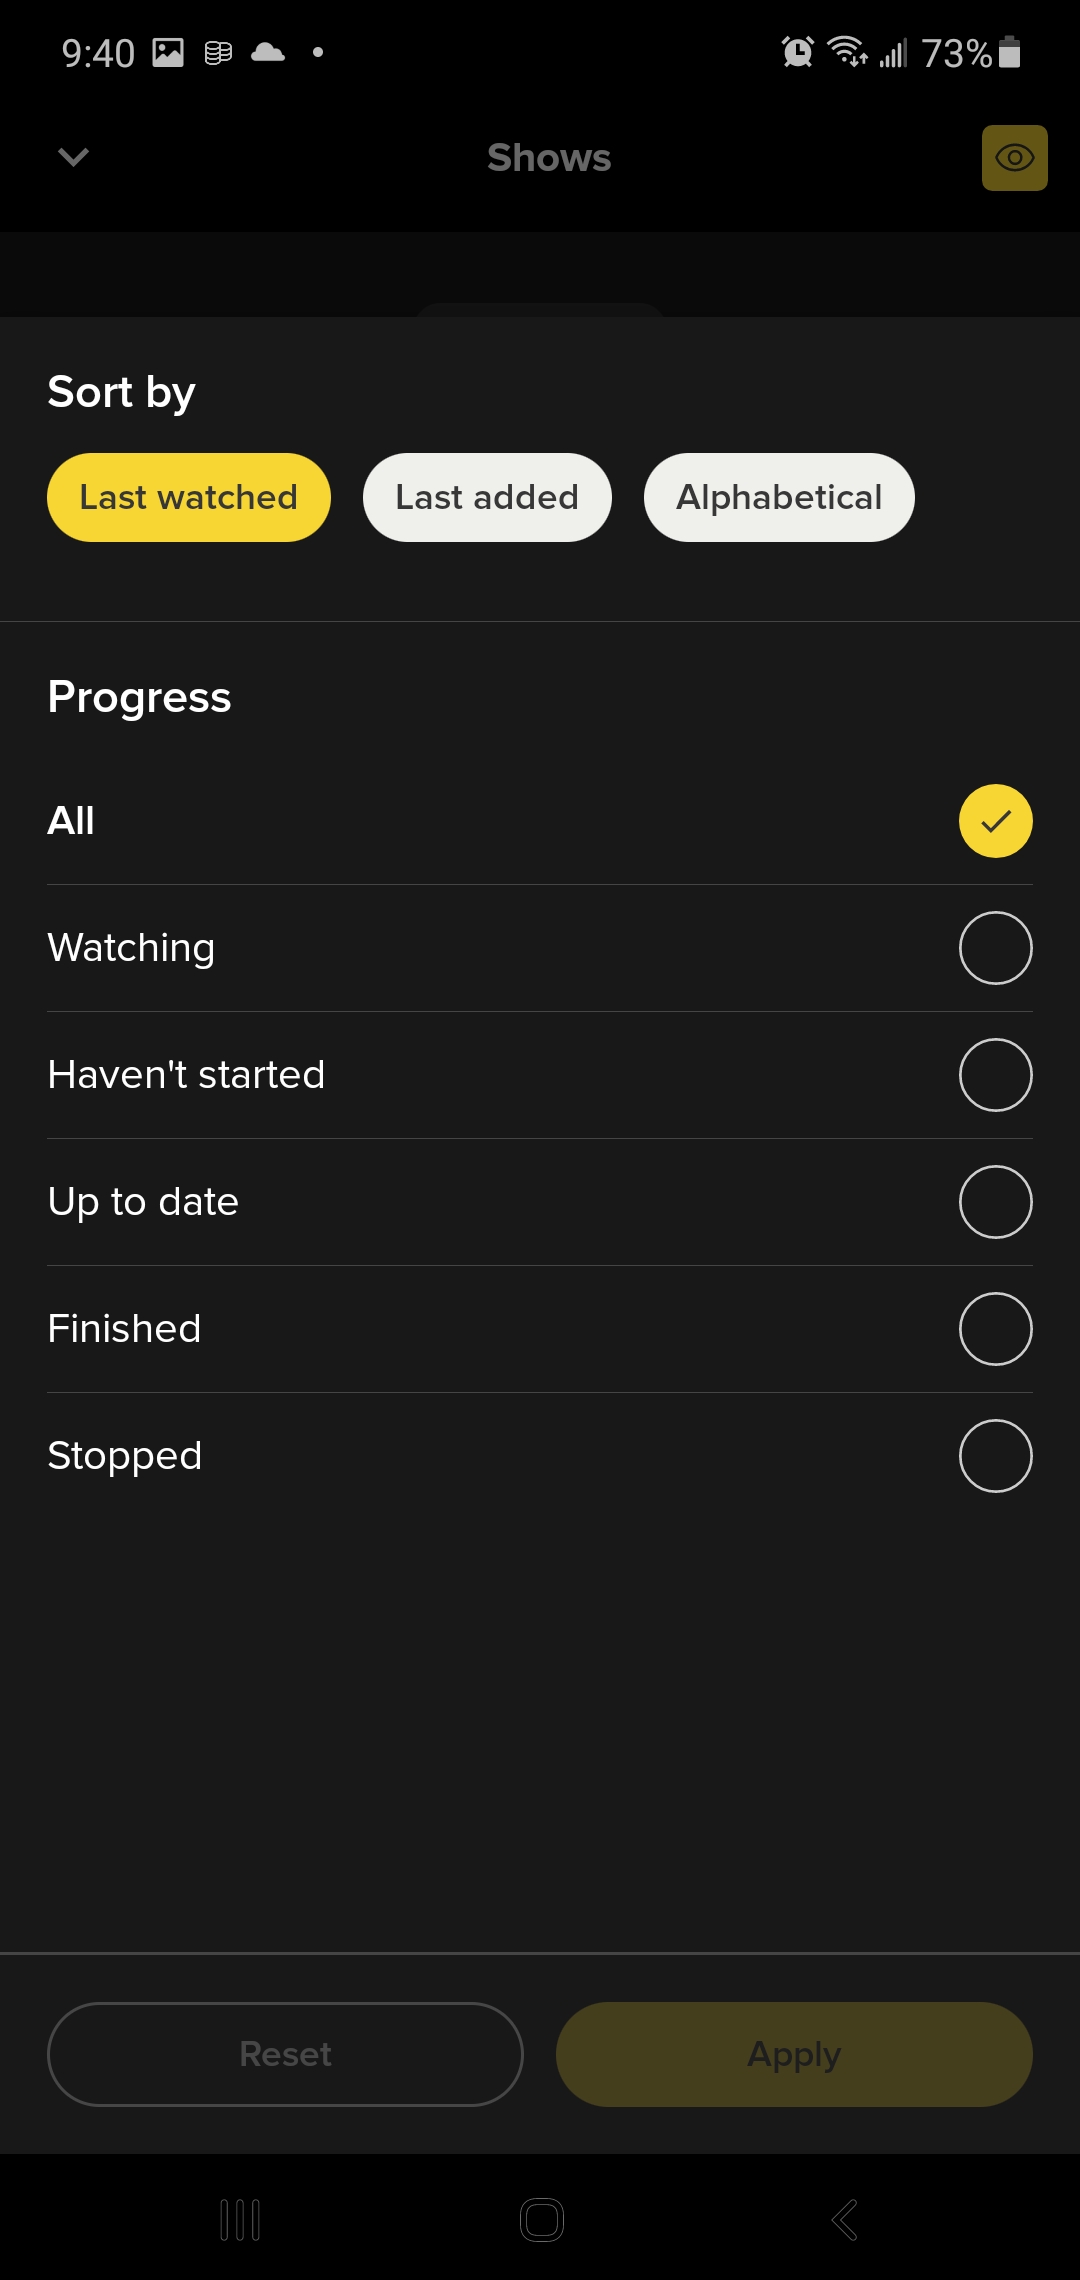 9:40 73%
Shows
Sort by
Last watched Last added Alphabetical
Progress
All
Watching
Haven't started
Up to date
Finished
Stopped
Reset Apply